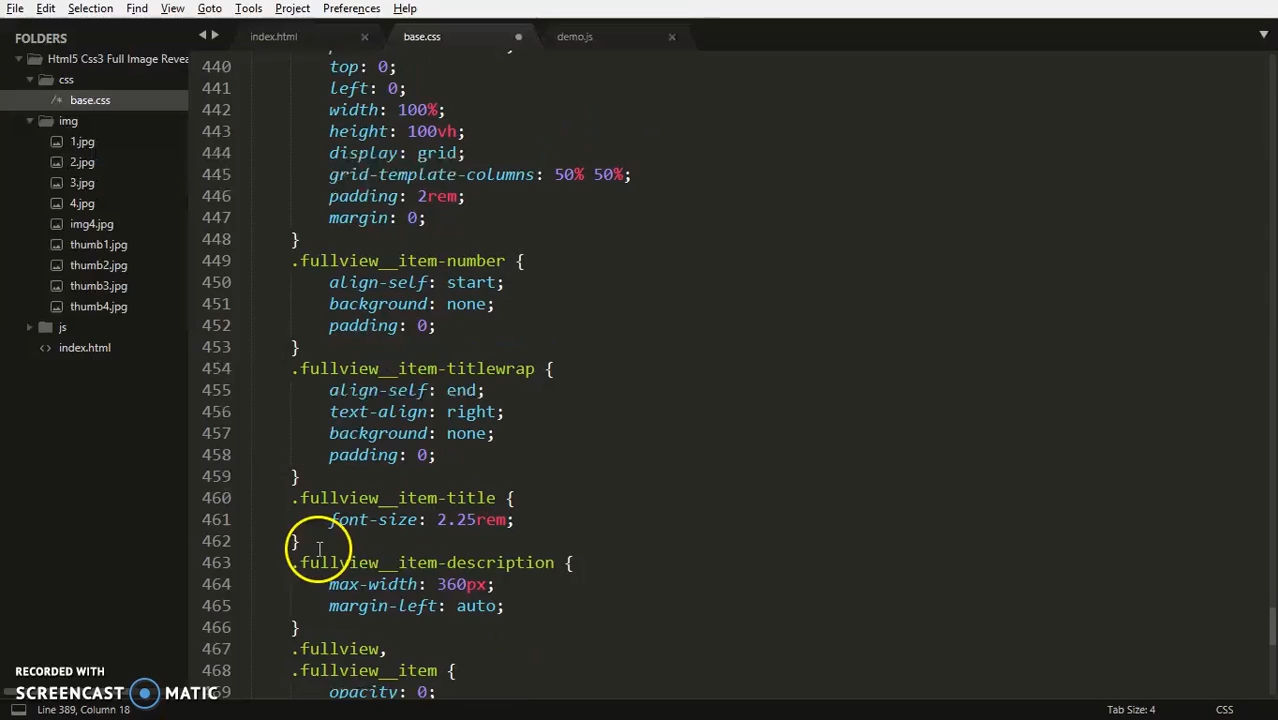 File Edit Selection Find View Goto Tools Project Preferences Help
FOLDERS
Html5 Css3 Full Image Revea
css
/* base.css
img
1.jpg
2.jpg
3.jpg
4.jpg
img4.jpg
thumb1.jpg
thumb2.jpg
thumb3.jpg
thumb4.jpg
js
<> index.html
index.html × base.css demo.js ×
440 top: 0;
441 left: 0;
442 width: 100%;
443 height: 100vh;
444 display: grid;
445 grid-template-columns: 50% 50%;
446 padding: 2rem;
447 margin: 0;
448 }
449 .fullview__item-number {
450 align-self: start;
451 background: none;
452 padding: 0;
453 }
454 .fullview__item-titlewrap {
455 align-self: end;
456 text-align: right;
457 background: none;
458 padding: 0;
459 }
460 .fullview__item-title {
461 font-size: 2.25rem;
462 }
463 .fullview__item-description {
464 max-width: 360px;
465 margin-left: auto;
466 }
467 .fullview,
468 .fullview__item {
469 opacity: 0;
RECORDED WITH
SCREENCAST MATIC
Line 389, Column 18 Tab Size: 4 CSS